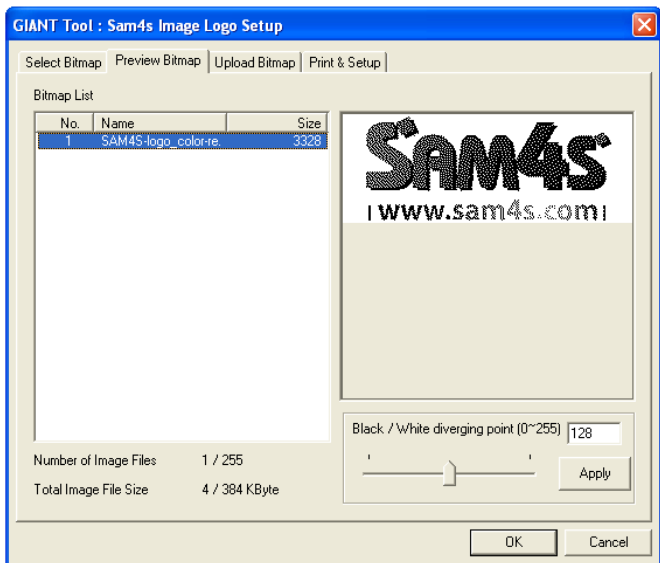 GIANT Tool : Sam4s Image Logo Setup
Select Bitmap Preview Bitmap Upload Bitmap Print & Setup
Bitmap List
No. Name Size
1 SAM4S-logo_color-re. 3328
SAM4S
www.sam4s.com
Black / White diverging point (0~255) 128
Number of Image Files 1 / 255
Apply
Total Image File Size 4 / 384 KByte
OK Cancel